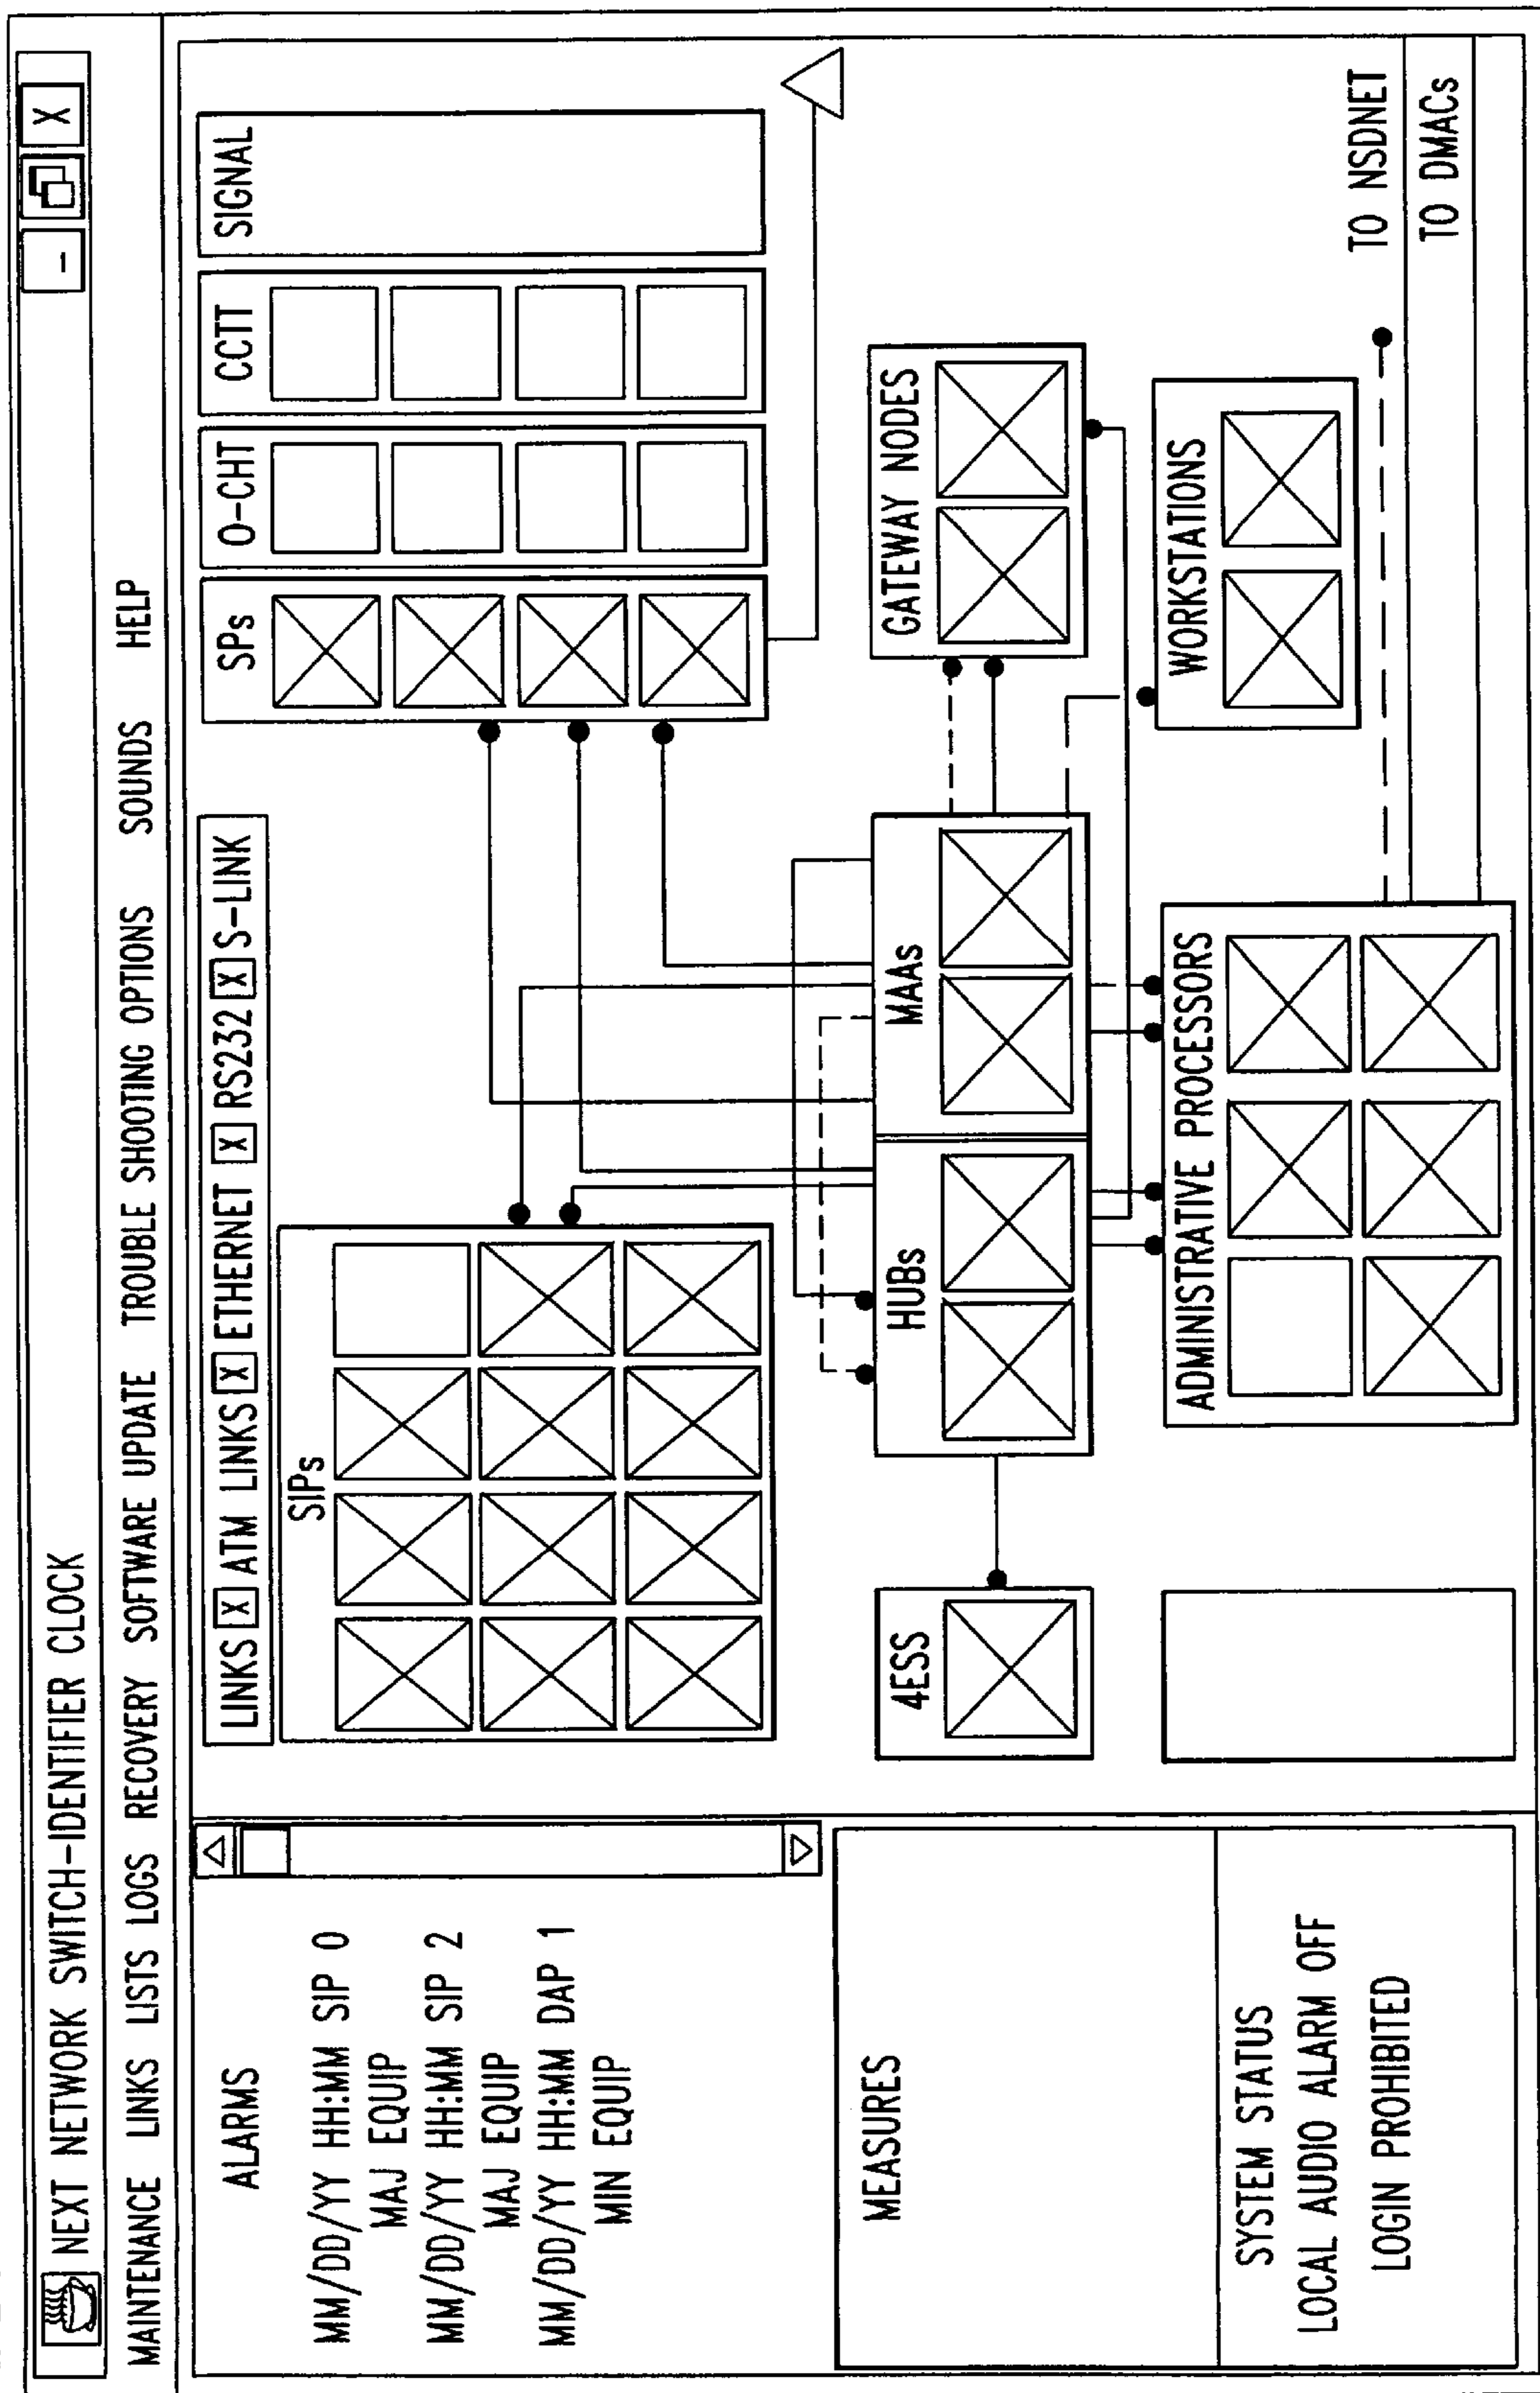 NEXT NETWORK SWITCH-IDENTIFIER CLOCK
- X
MAINTENANCE LINKS LISTS LOGS RECOVERY SOFTWARE UPDATE TROUBLE SHOOTING OPTIONS SOUNDS HELP
ALARMS
MM/DD/YY HH:MM SIP 0
MAJ EQUIP
MM/DD/YY HH:MM SIP 2
MAJ EQUIP
MM/DD/YY HH:MM DAP 1
MIN EQUIP
MEASURES
SYSTEM STATUS
LOCAL AUDIO ALARM OFF
LOGIN PROHIBITED
LINKS X ATM LINKS X ETHERNET X RS232 X S-LINK
SIPs
SPs
O-CHT
CCTT
SIGNAL
4ESS
HUBs
MAAs
GATEWAY NODES
ADMINISTRATIVE PROCESSORS
WORKSTATIONS
TO NSDNET
TO DMACs